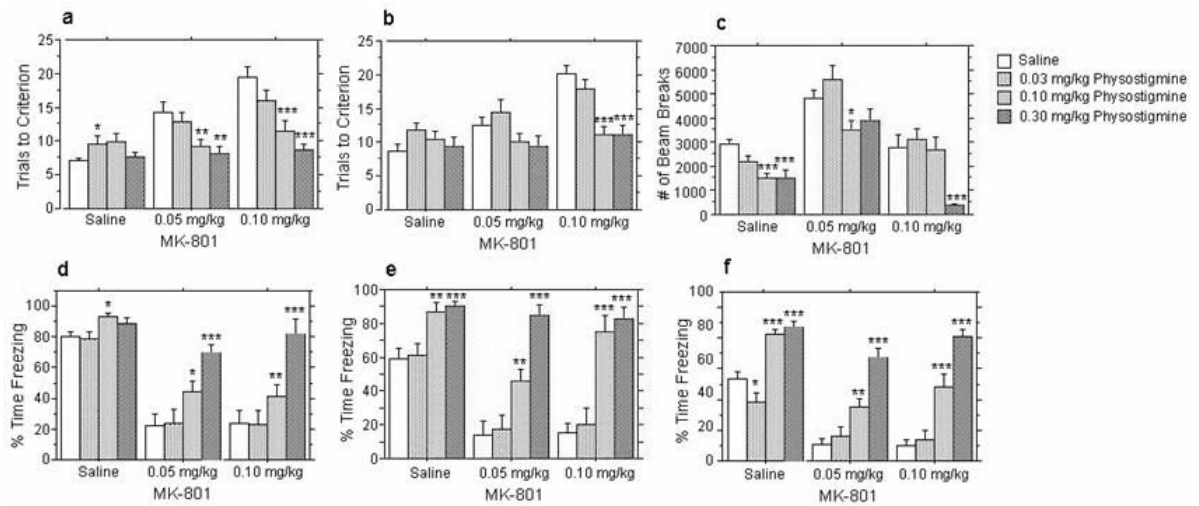 a
25
20
15
10
5
0
Trials to Criterion
*
**
**
***
***
Saline
0.05 mg/kg
0.10 mg/kg
MK-801
b
25
20
15
10
5
0
Trials to Criterion
***
***
Saline
0.05 mg/kg
0.10 mg/kg
MK-801
c
7000
6000
5000
4000
3000
2000
1000
0
# of Beam Breaks
***
***
*
***
Saline
0.05 mg/kg
0.10 mg/kg
MK-801
Saline
0.03 mg/kg Physostigmine
0.10 mg/kg Physostigmine
0.30 mg/kg Physostigmine
d
100
80
60
40
20
0
% Time Freezing
*
*
***
**
***
Saline
0.05 mg/kg
0.10 mg/kg
MK-801
e
100
80
60
40
20
0
% Time Freezing
**
***
**
***
***
***
Saline
0.05 mg/kg
0.10 mg/kg
MK-801
f
100
80
60
40
20
0
% Time Freezing
*
***
***
**
***
***
***
Saline
0.05 mg/kg
0.10 mg/kg
MK-801